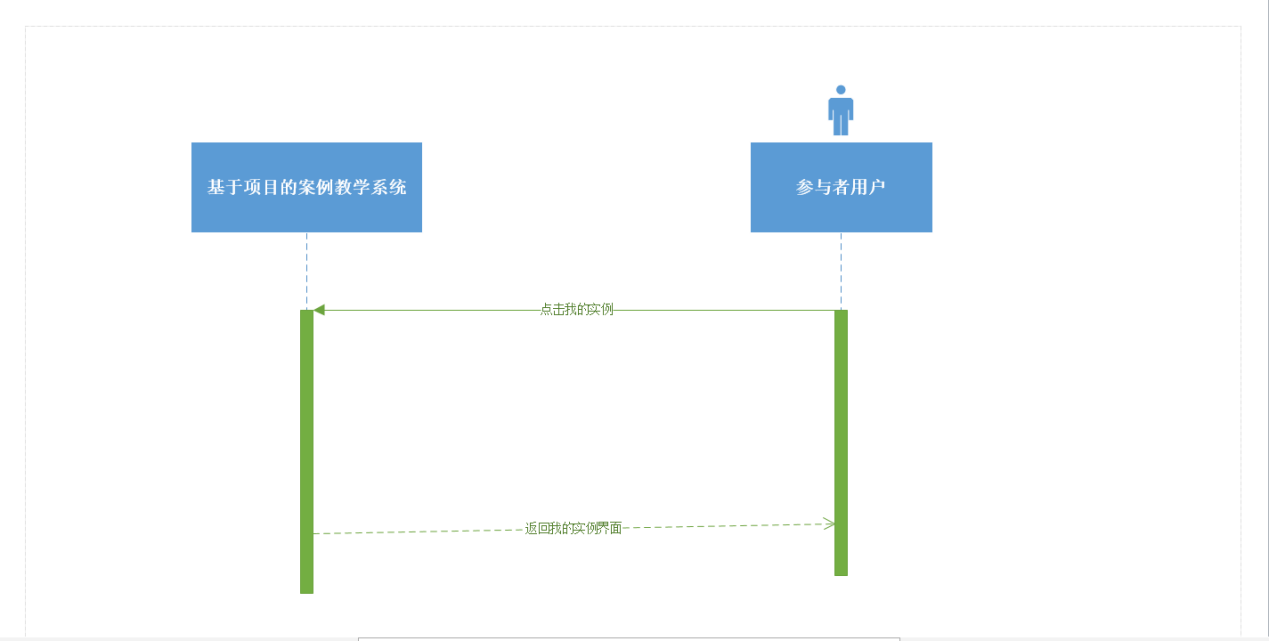 基于项目的案例教学系统
参与者用户
点击我的实例
返回我的实例界面